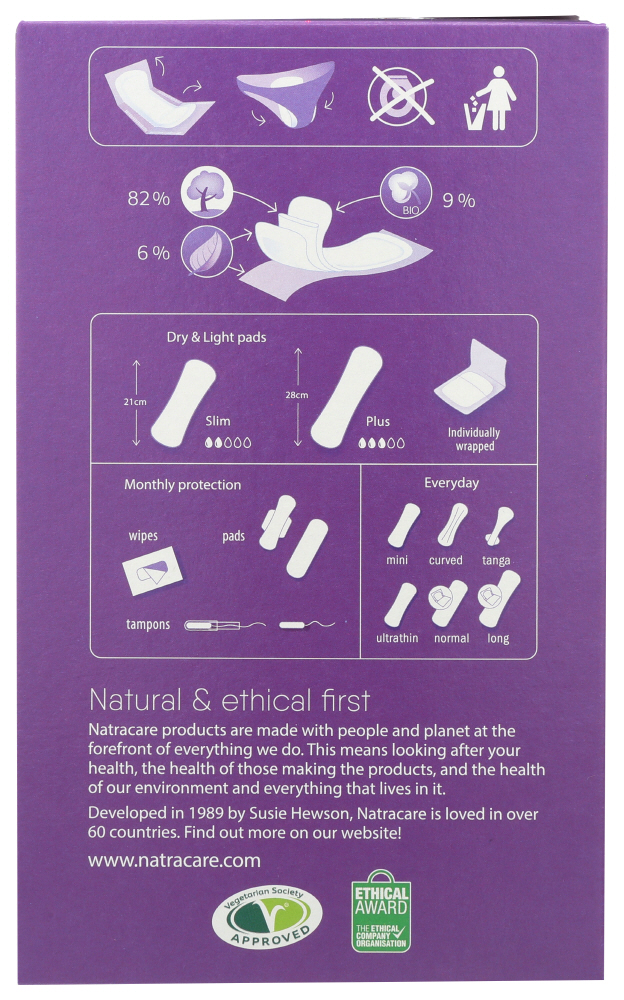 82%
BIO
9%
6%
Dry & Light pads
21cm
Slim
28cm
Plus
Individually
wrapped
Monthly protection
wipes
pads
tampons
Everyday
mini
curved
tanga
ultrathin
normal
long
Natural & ethical first
Natracare products are made with people and planet at the
forefront of everything we do. This means looking after your
health, the health of those making the products, and the health
of our environment and everything that lives in it.
Developed in 1989 by Susie Hewson, Natracare is loved in over
60 countries. Find out more on our website!
www.natracare.com
Vegetarian Society
APPROVED
ETHICAL
AWARD
THE ETHICAL
COMPANY
ORGANISATION